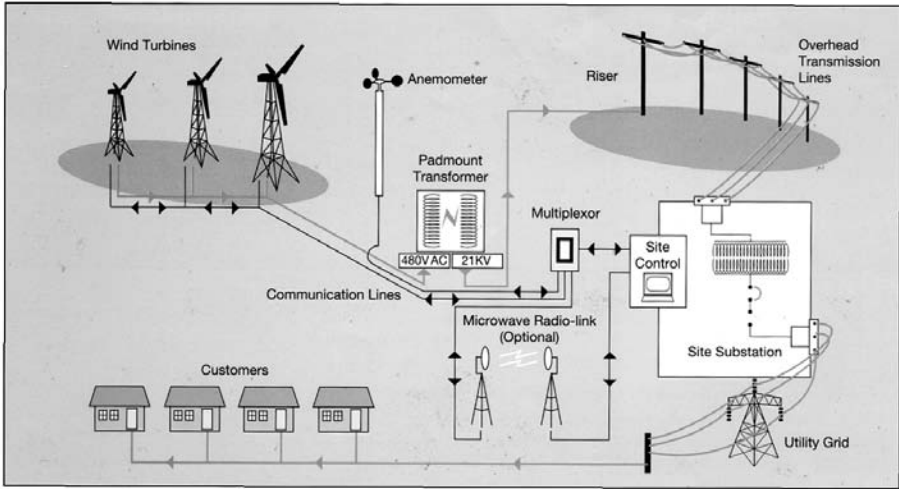 Wind Turbines
Anemometer
Riser
Overhead
Transmission
Lines
Padmount
Transformer
480V AC
21KV
Multiplexor
Site
Control
Communication Lines
Microwave Radio-link
(Optional)
Site Substation
Customers
Utility Grid